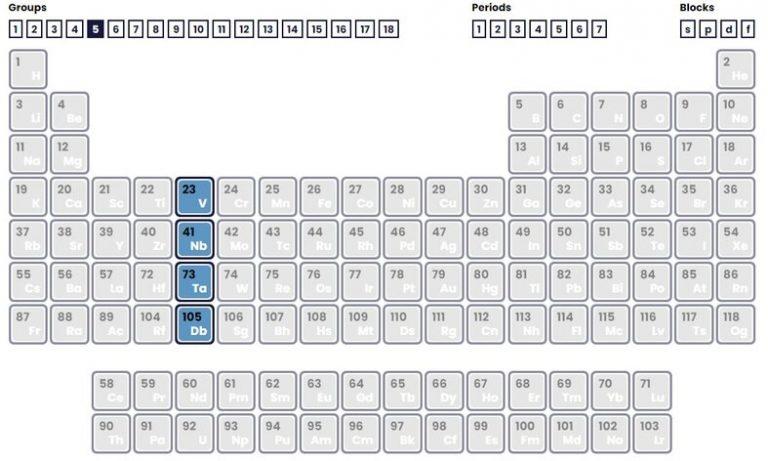 Groups Periods Blocks
1 2 3 4 5 6 7 8 9 10 11 12 13 14 15 16 17 18 1 2 3 4 5 6 7 s p d f
1 H 2 He
3 Li 4 Be 5 B 6 C 7 N 8 O 9 F 10 Ne
11 Na 12 Mg 13 Al 14 Si 15 P 16 S 17 Cl 18 Ar
19 K 20 Ca 21 Sc 22 Ti 23 V 24 Cr 25 Mn 26 Fe 27 Co 28 Ni 29 Cu 30 Zn 31 Ga 32 Ge 33 As 34 Se 35 Br 36 Kr
37 Rb 38 Sr 39 Y 40 Zr 41 Nb 42 Mo 43 Tc 44 Ru 45 Rh 46 Pd 47 Ag 48 Cd 49 In 50 Sn 51 Sb 52 Te 53 I 54 Xe
55 Cs 56 Ba 57 La 72 Hf 73 Ta 74 W 75 Re 76 Os 77 Ir 78 Pt 79 Au 80 Hg 81 Tl 82 Pb 83 Bi 84 Po 85 At 86 Rn
87 Fr 88 Ra 89 Ac 104 Rf 105 Db 106 Sg 107 Bh 108 Hs 109 Mt 110 Ds 111 Rg 112 Cn 113 Nh 114 Fl 115 Mc 116 Lv 117 Ts 118 Og
58 Ce 59 Pr 60 Nd 61 Pm 62 Sm 63 Eu 64 Gd 65 Tb 66 Dy 67 Ho 68 Er 69 Tm 70 Yb 71 Lu
90 Th 91 Pa 92 U 93 Np 94 Pu 95 Am 96 Cm 97 Bk 98 Cf 99 Es 100 Fm 101 Md 102 No 103 Lr